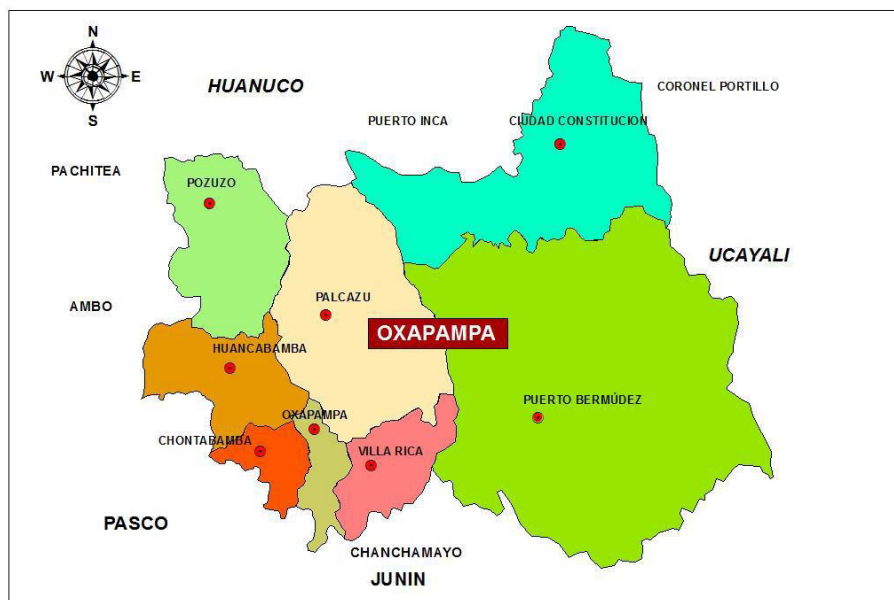 N
W E
S
HUANUCO
CORONEL PORTILLO
PUERTO INCA
CIUDAD CONSTITUCION
PACHITEA
POZUZO
UCAYALI
AMBO
PALCAZU
OXAPAMPA
HUANCABAMBA
PUERTO BERMÚDEZ
OXAPAMPA
CHONTABAMBA
VILLA RICA
PASCO
CHANCHAMAYO
JUNIN